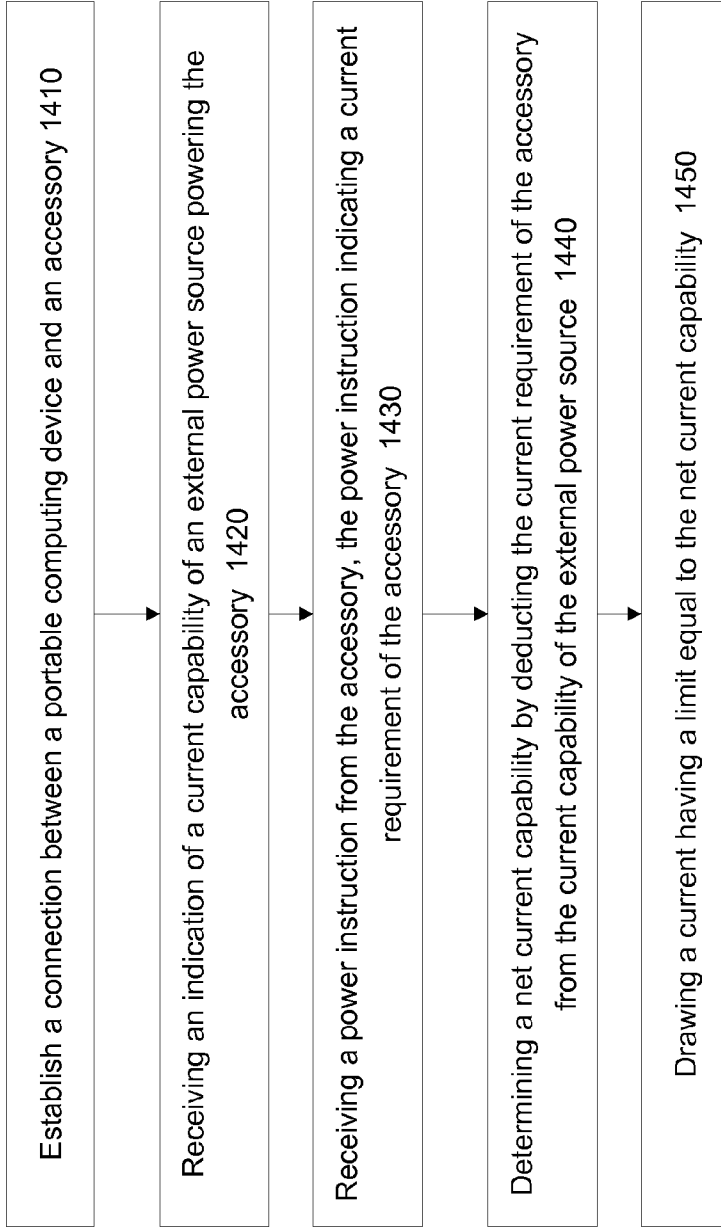 Establish a connection between a portable computing device and an accessory 1410
Receiving an indication of a current capability of an external power source powering the
accessory 1420
Receiving a power instruction from the accessory, the power instruction indicating a current
requirement of the accessory 1430
Determining a net current capability by deducting the current requirement of the accessory
from the current capability of the external power source 1440
Drawing a current having a limit equal to the net current capability 1450